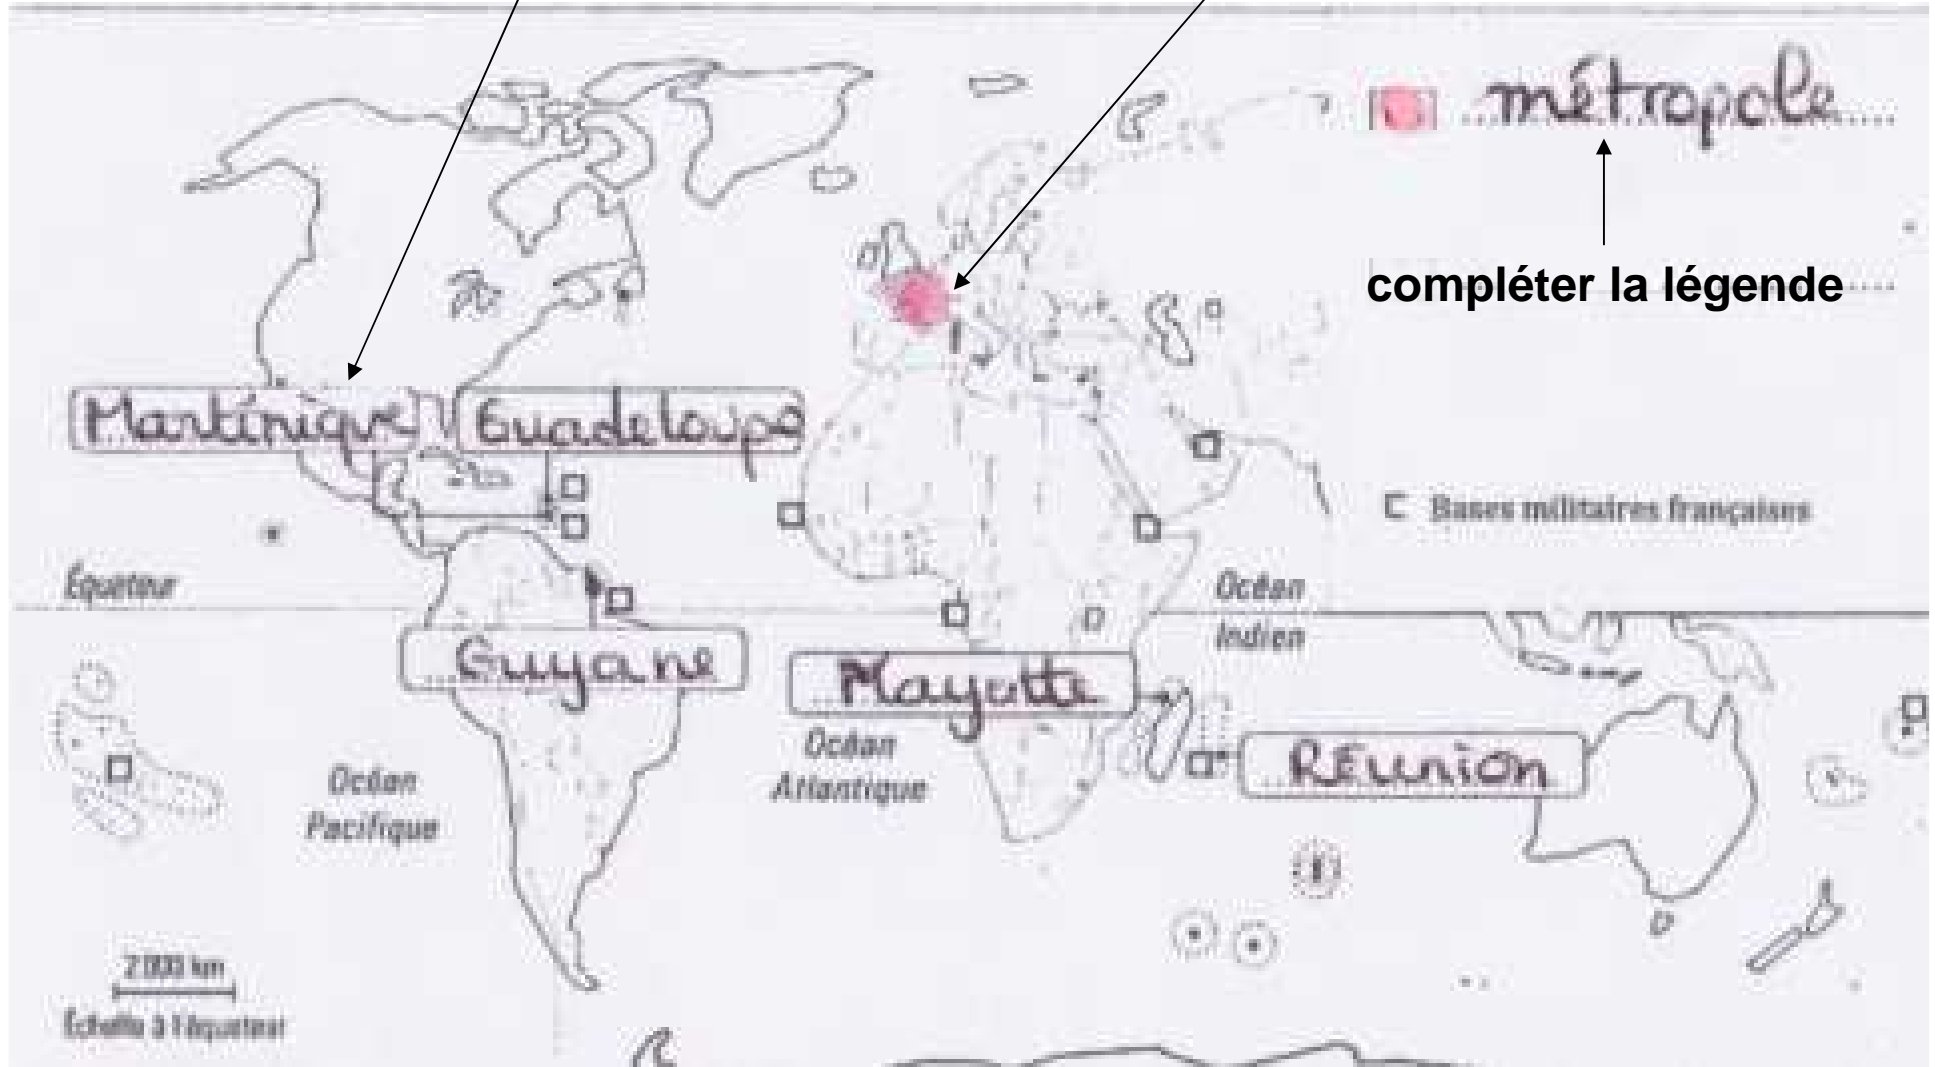 métropole
compléter la légende
Martinique
Guadeloupe
Bases militaires françaises
Équateur
Océan
Indien
Guyane
Mayotte
Océan
Atlantique
Réunion
Océan
Pacifique
2 000 km
Échelle à l'équateur